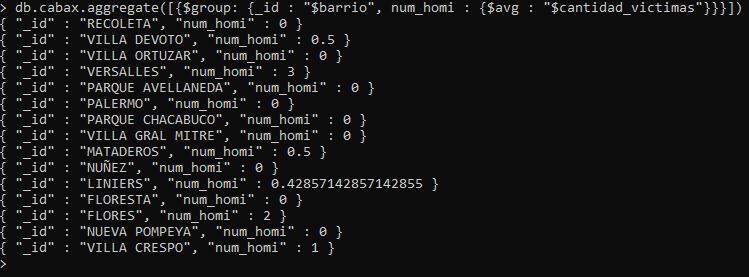 > db.cabax.aggregate([{$group: {_id : "$barrio", num_homi : {$avg : "$cantidad_victimas"}}}])
{ "_id" : "RECOLETA", "num_homi" : 0 }
{ "_id" : "VILLA DEVOTO", "num_homi" : 0.5 }
{ "_id" : "VILLA ORTUZAR", "num_homi" : 0 }
{ "_id" : "VERSALLES", "num_homi" : 3 }
{ "_id" : "PARQUE AVELLANEDA", "num_homi" : 0 }
{ "_id" : "PALERMO", "num_homi" : 0 }
{ "_id" : "PARQUE CHACABUCO", "num_homi" : 0 }
{ "_id" : "VILLA GRAL MITRE", "num_homi" : 0 }
{ "_id" : "MATADEROS", "num_homi" : 0.5 }
{ "_id" : "NUÑEZ", "num_homi" : 0 }
{ "_id" : "LINIERS", "num_homi" : 0.42857142857142855 }
{ "_id" : "FLORESTA", "num_homi" : 0 }
{ "_id" : "FLORES", "num_homi" : 2 }
{ "_id" : "NUEVA POMPEYA", "num_homi" : 0 }
{ "_id" : "VILLA CRESPO", "num_homi" : 1 }
>